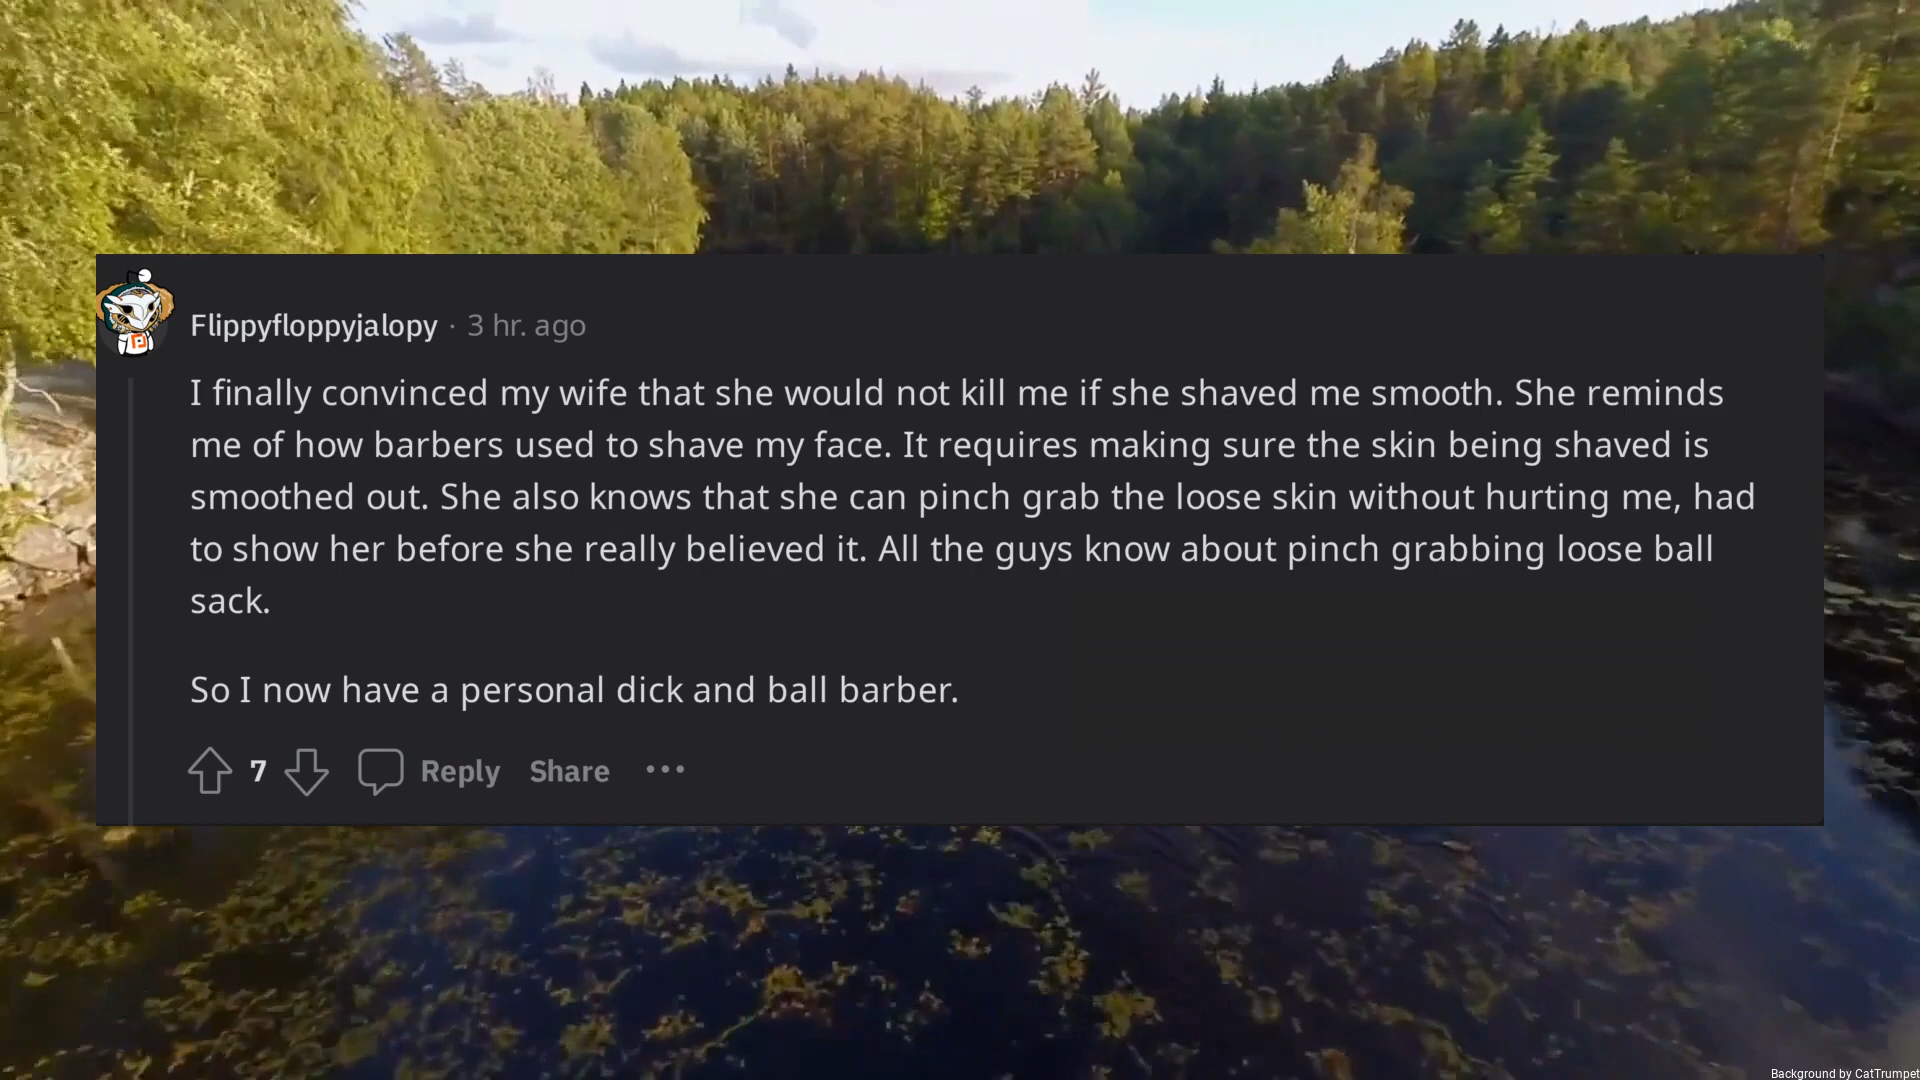 Flippyfloppyjalopy · 3 hr. ago
I finally convinced my wife that she would not kill me if she shaved me smooth. She reminds
me of how barbers used to shave my face. It requires making sure the skin being shaved is
smoothed out. She also knows that she can pinch grab the loose skin without hurting me, had
to show her before she really believed it. All the guys know about pinch grabbing loose ball
sack.
So I now have a personal dick and ball barber.
7 Reply Share ···
Background by CatTrumpet